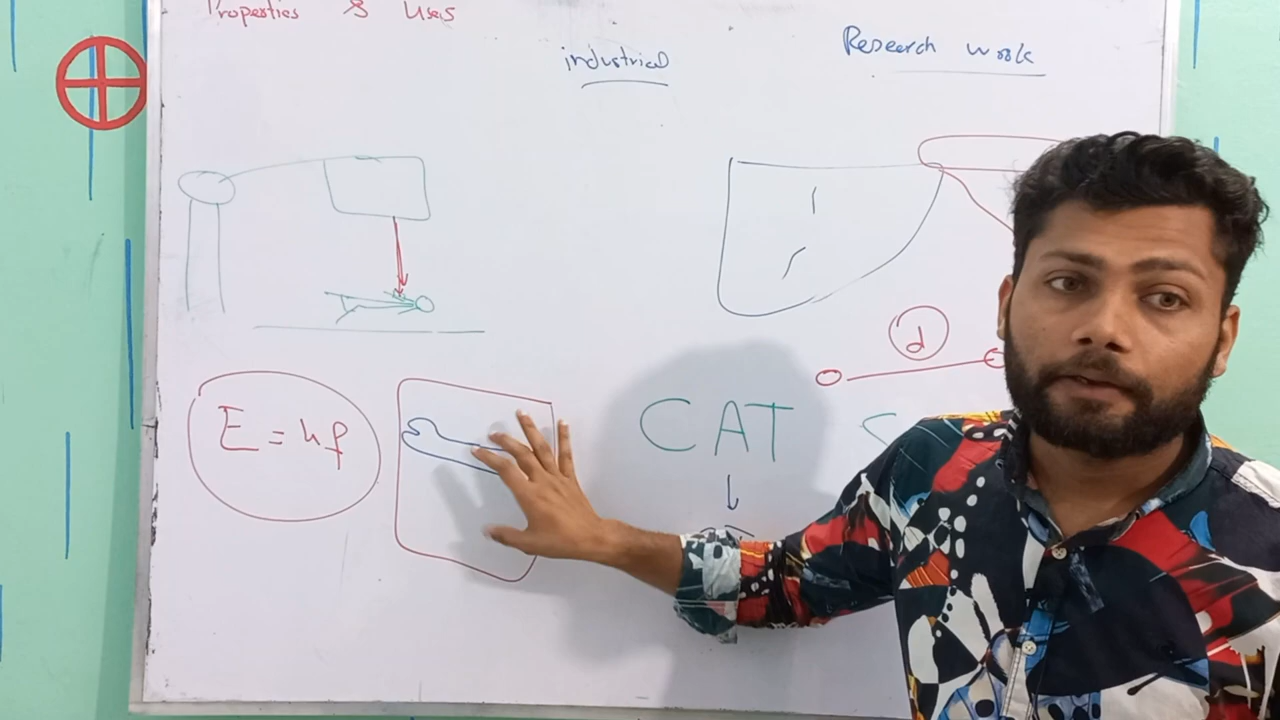 Properties & Uses
industrial
Research work
d
E = hf
CAT S